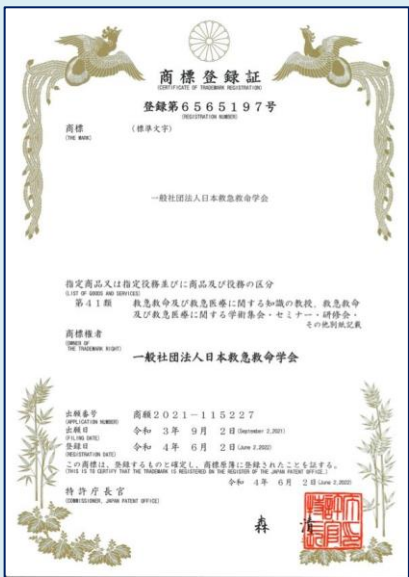 商標登録証
(CERTIFICATE OF TRADEMARK REGISTRATION)
登録第6565197号
(REGISTRATION NUMBER)
商標
(THE MARK)
(標準文字)
一般社団法人日本救急救命学会
指定商品又は指定役務並びに商品及び役務の区分
(LIST OF GOODS AND SERVICES)
第41類 救急救命及び救急医療に関する知識の教授，救急救命
及び救急医療に関する学術集会・セミナー・研修会・
その他別紙記載
商標権者
(OWNER OF
THE TRADEMARK RIGHT)
一般社団法人日本救急救命学会
出願番号 商願2021-115227
(APPLICATION NUMBER)
出願日 令和 3年 9月 2日(September 2,2021)
(FILING DATE)
登録日 令和 4年 6月 2日(June 2,2022)
(REGISTRATION DATE)
この商標は，登録するものと確定し，商標原簿に登録されたことを証する。
(THIS IS TO CERTIFY THAT THE TRADEMARK IS REGISTERED ON THE REGISTER OF THE JAPAN PATENT OFFICE.)
令和 4年 6月 2日(June 2,2022)
特許庁長官
(COMMISSIONER, JAPAN PATENT OFFICE)
森 清